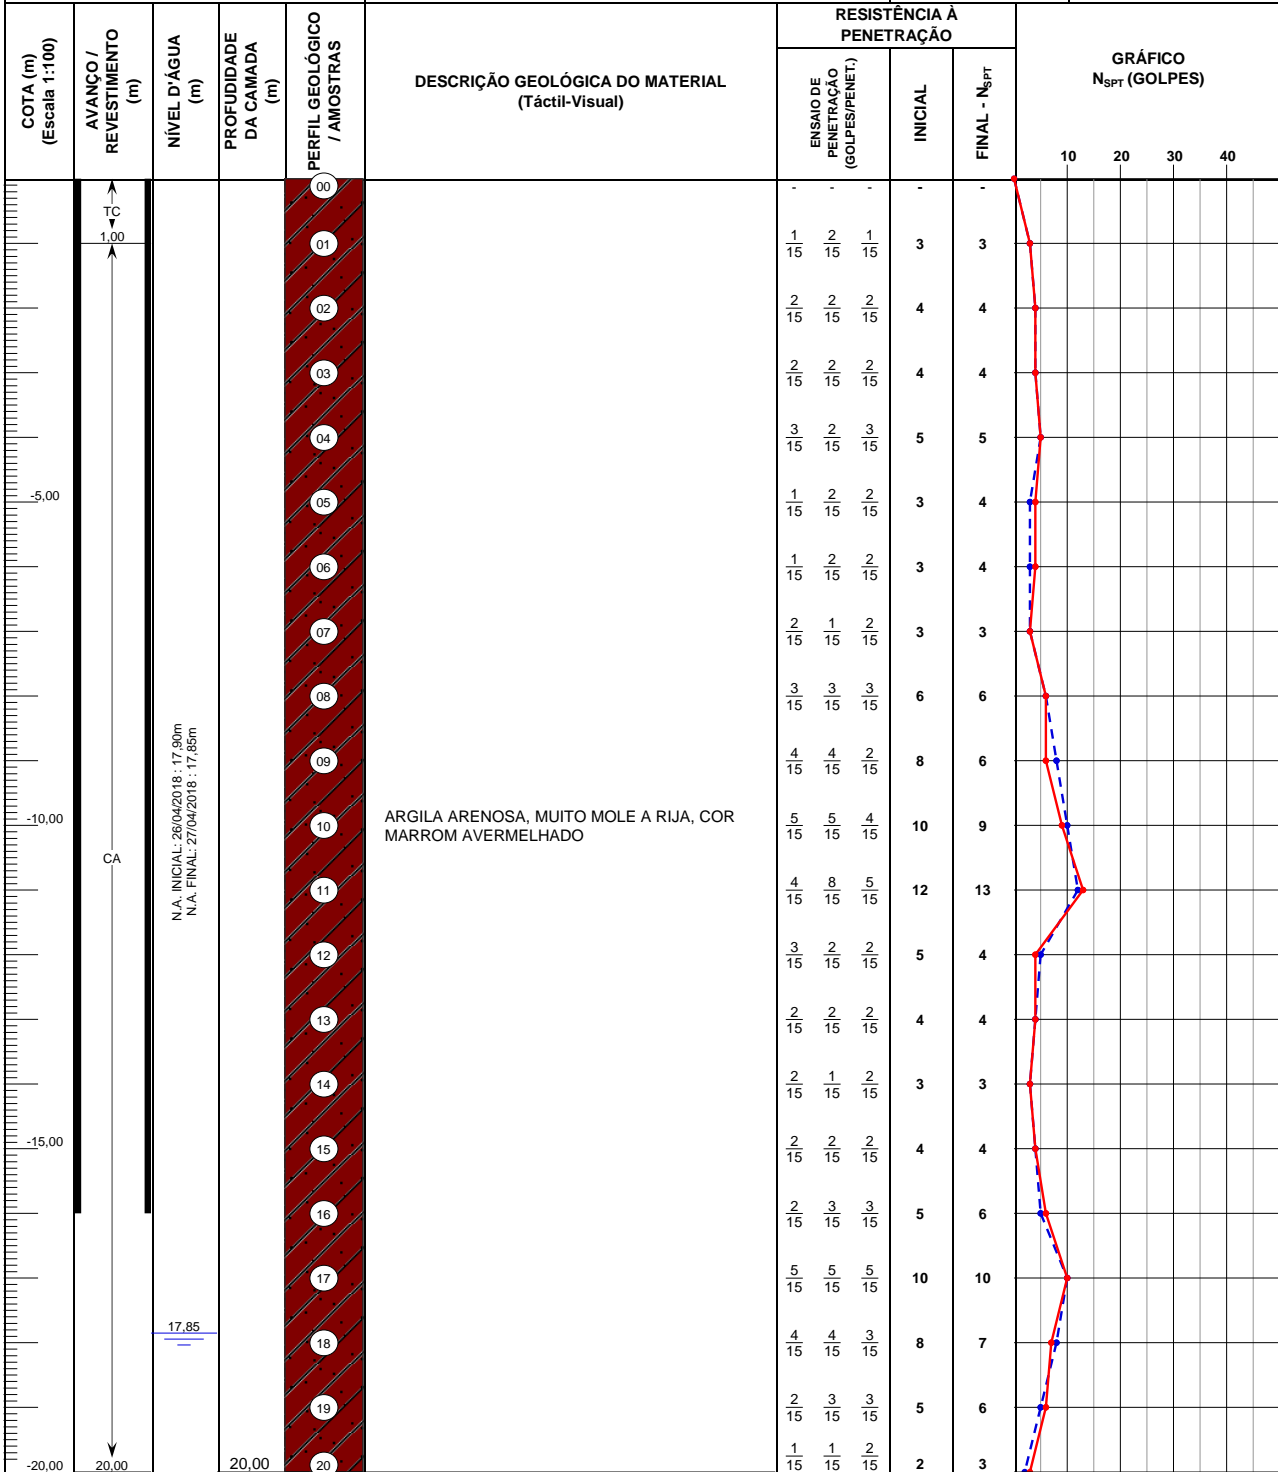 COTA (m)
(Escala 1:100)
AVANÇO /
REVESTIMENTO
(m)
NÍVEL D'ÁGUA
(m)
PROFUDIDADE
DA CAMADA
(m)
PERFIL GEOLÓGICO
/ AMOSTRAS
DESCRIÇÃO GEOLÓGICA DO MATERIAL
(Táctil-Visual)
RESISTÊNCIA À
PENETRAÇÃO
ENSAIO DE
PENETRAÇÃO
(GOLPES/PENET.)
INICIAL
FINAL - NSPT
GRÁFICO
NSPT (GOLPES)
10 20 30 40
00 - - - - -
TC
1,00
01 1/15 2/15 1/15 3 3
02 2/15 2/15 2/15 4 4
03 2/15 2/15 2/15 4 4
04 3/15 2/15 3/15 5 5
-5,00 05 1/15 2/15 2/15 3 4
06 1/15 2/15 2/15 3 4
07 2/15 1/15 2/15 3 3
08 3/15 3/15 3/15 6 6
09 4/15 4/15 2/15 8 6
N.A. INICIAL: 26/04/2018 : 17,90m
N.A. FINAL: 27/04/2018 : 17,85m
ARGILA ARENOSA, MUITO MOLE A RIJA, COR
MARROM AVERMELHADO
-10,00 10 5/15 5/15 4/15 10 9
CA
11 4/15 8/15 5/15 12 13
12 3/15 2/15 2/15 5 4
13 2/15 2/15 2/15 4 4
14 2/15 1/15 2/15 3 3
-15,00 15 2/15 2/15 2/15 4 4
16 2/15 3/15 3/15 5 6
17 5/15 5/15 5/15 10 10
17,85
18 4/15 4/15 3/15 8 7
19 2/15 3/15 3/15 5 6
-20,00 20,00 20,00 20 1/15 1/15 2/15 2 3